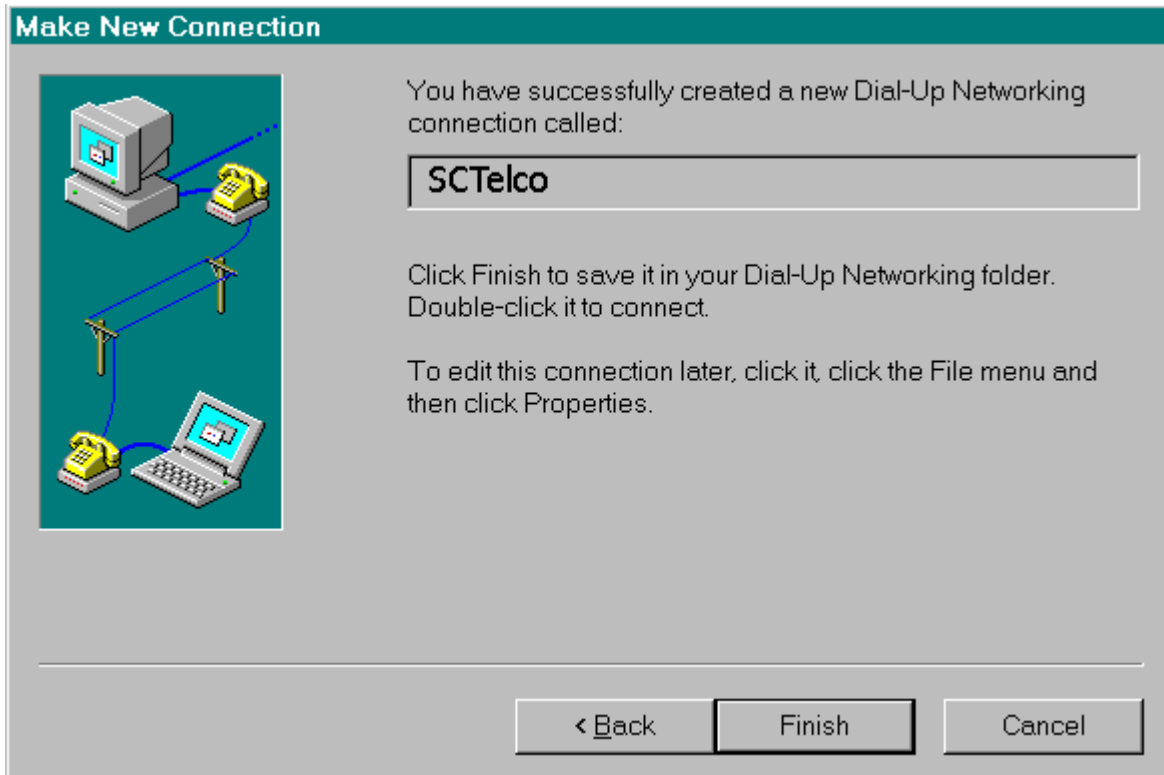 Make New Connection
You have successfully created a new Dial-Up Networking
connection called:
SCTelco
Click Finish to save it in your Dial-Up Networking folder.
Double-click it to connect.
To edit this connection later, click it, click the File menu and
then click Properties.
< Back
Finish
Cancel